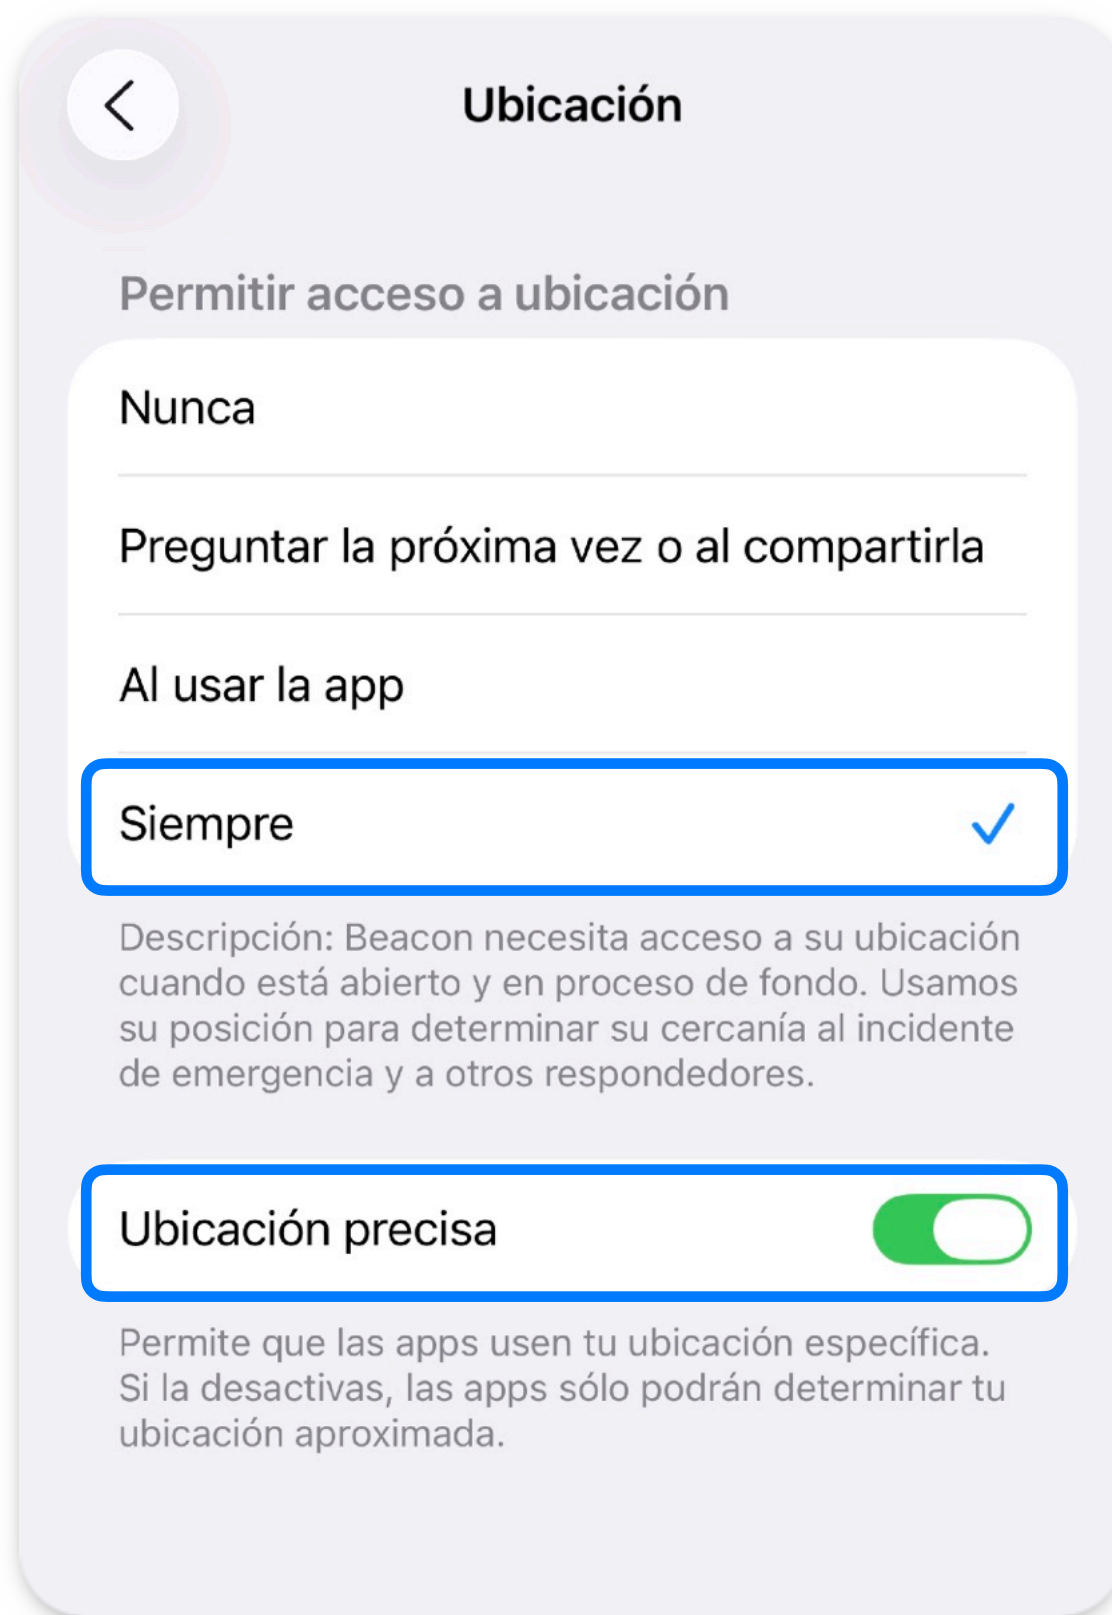 Ubicación
Permitir acceso a ubicación
Nunca
Preguntar la próxima vez o al compartirla
Al usar la app
Siempre
Descripción: Beacon necesita acceso a su ubicación
cuando está abierto y en proceso de fondo. Usamos
su posición para determinar su cercanía al incidente
de emergencia y a otros respondedores.
Ubicación precisa
Permite que las apps usen tu ubicación específica.
Si la desactivas, las apps sólo podrán determinar tu
ubicación aproximada.